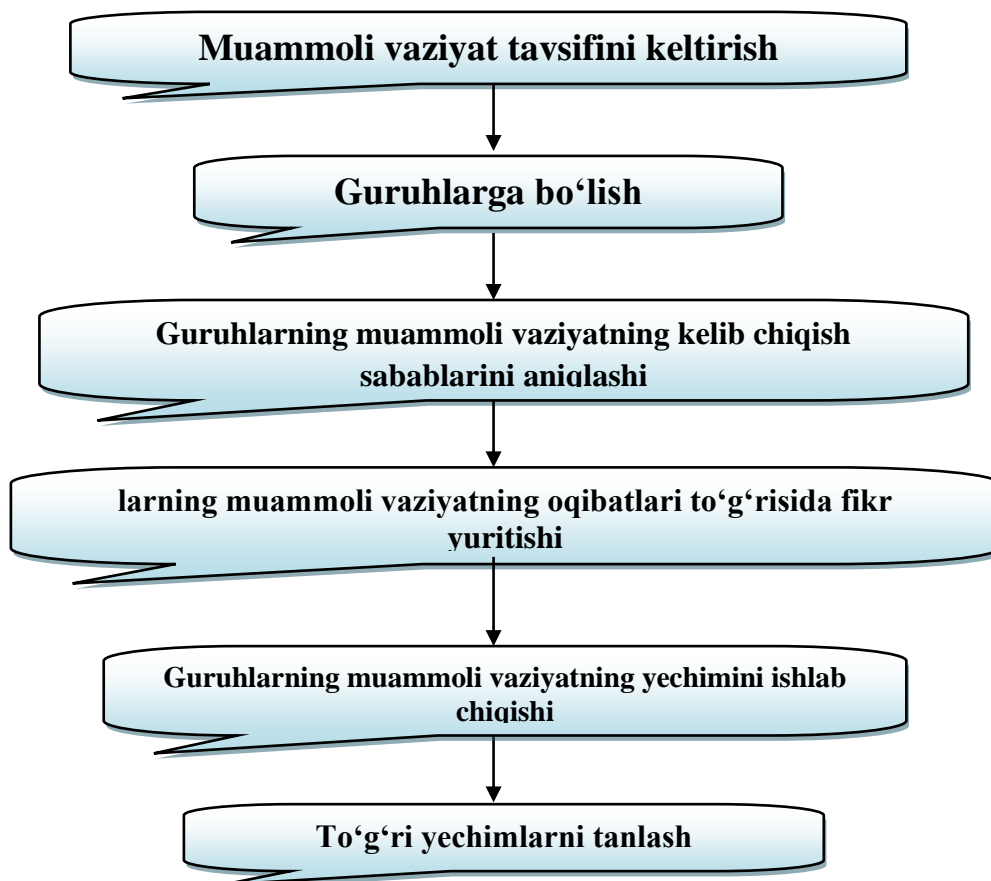 Muammoli vaziyat tavsifini keltirish
Guruhlarga bo‘lish
Guruhlarning muammoli vaziyatning kelib chiqish
sabablarini aniqlashi
larning muammoli vaziyatning oqibatlari to‘g‘risida fikr
yuritishi
Guruhlarning muammoli vaziyatning yechimini ishlab
chiqishi
To‘g‘ri yechimlarni tanlash